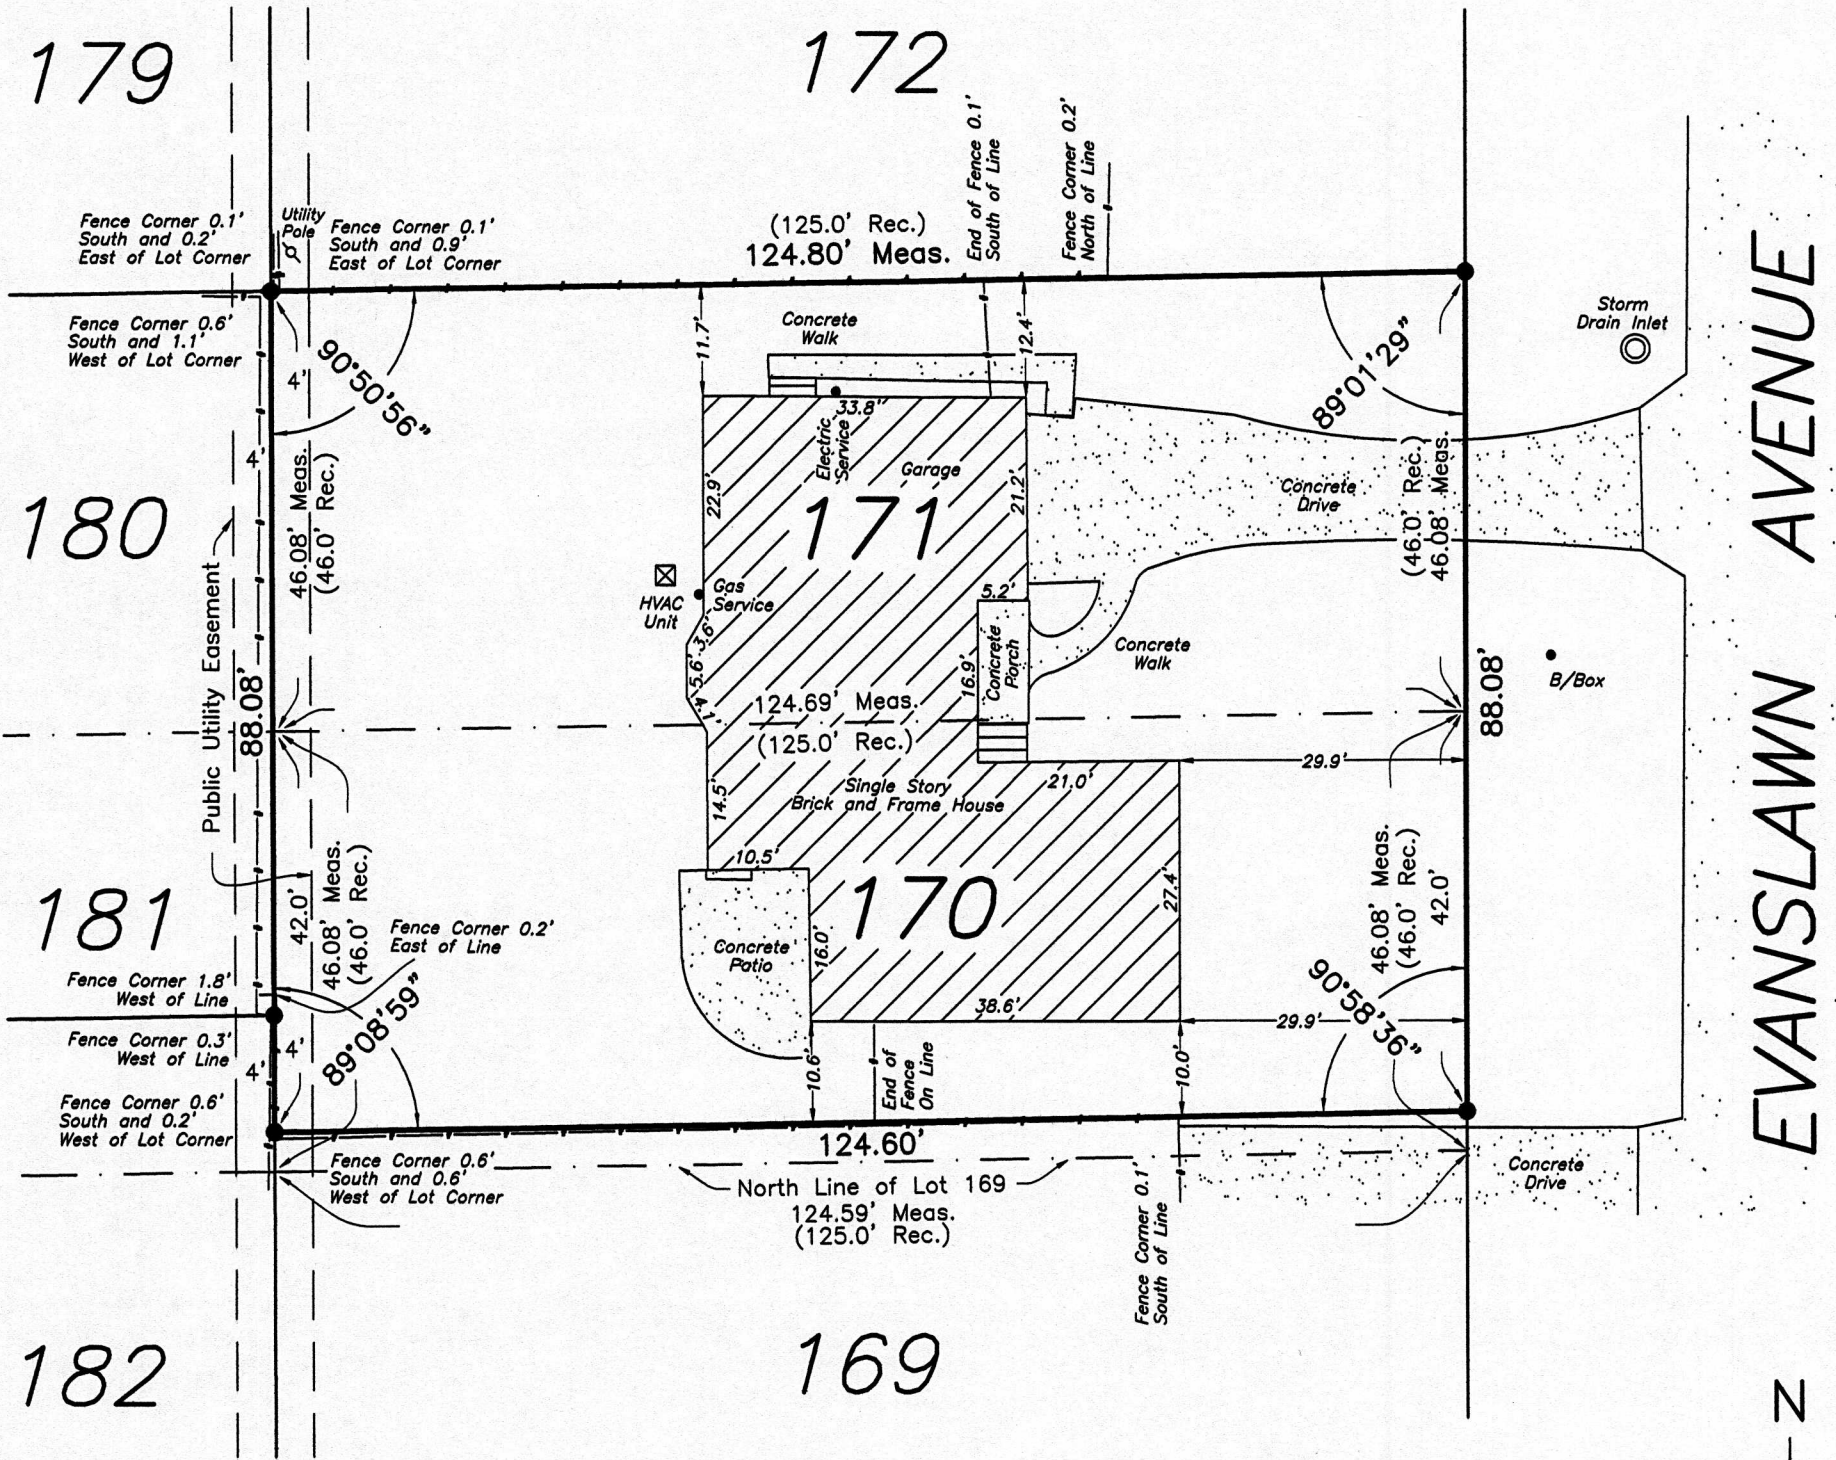 179
172
Fence Corner 0.1'
South and 0.2'
East of Lot Corner
Utility
Pole
Fence Corner 0.1'
South and 0.9'
East of Lot Corner
(125.0' Rec.)
124.80' Meas.
End of Fence 0.1'
South of Line
Fence Corner 0.2'
North of Line
Fence Corner 0.6'
South and 1.1'
West of Lot Corner
4'
90°50'56"
4'
11.7'
Concrete
Walk
12.4'
89°01'29"
Storm
Drain Inlet
EVANSLAWN AVENUE
180
Public Utility Easement
46.08' Meas.
(46.0' Rec.)
33.8"
Electric
Service
Garage
22.9'
171
21.2'
Concrete
Drive
(46.0' Rec.)
46.08' Meas.
HVAC
Unit
Gas
Service
3.6'
5.6'
4.1'
5.2'
Concrete
Porch
16.9'
Concrete
Walk
B/Box
88.08'
88.08'
124.69' Meas.
(125.0' Rec.)
29.9'
14.5'
Single Story
Brick and Frame House
21.0'
10.5'
170
27.4'
181
42.0'
46.08' Meas.
(46.0' Rec.)
Fence Corner 0.2'
East of Line
Concrete
Patio
16.0'
38.6'
46.08' Meas.
(46.0' Rec.)
42.0'
Fence Corner 1.8'
West of Line
Fence Corner 0.3'
West of Line
4'
4'
89°08'59"
29.9'
90°58'36"
10.6'
End of
Fence
On Line
10.0'
Fence Corner 0.6'
South and 0.2'
West of Lot Corner
124.60'
Fence Corner 0.6'
South and 0.6'
West of Lot Corner
North Line of Lot 169
124.59' Meas.
(125.0' Rec.)
Fence Corner 0.1'
South of Line
Concrete
Drive
182
169
N